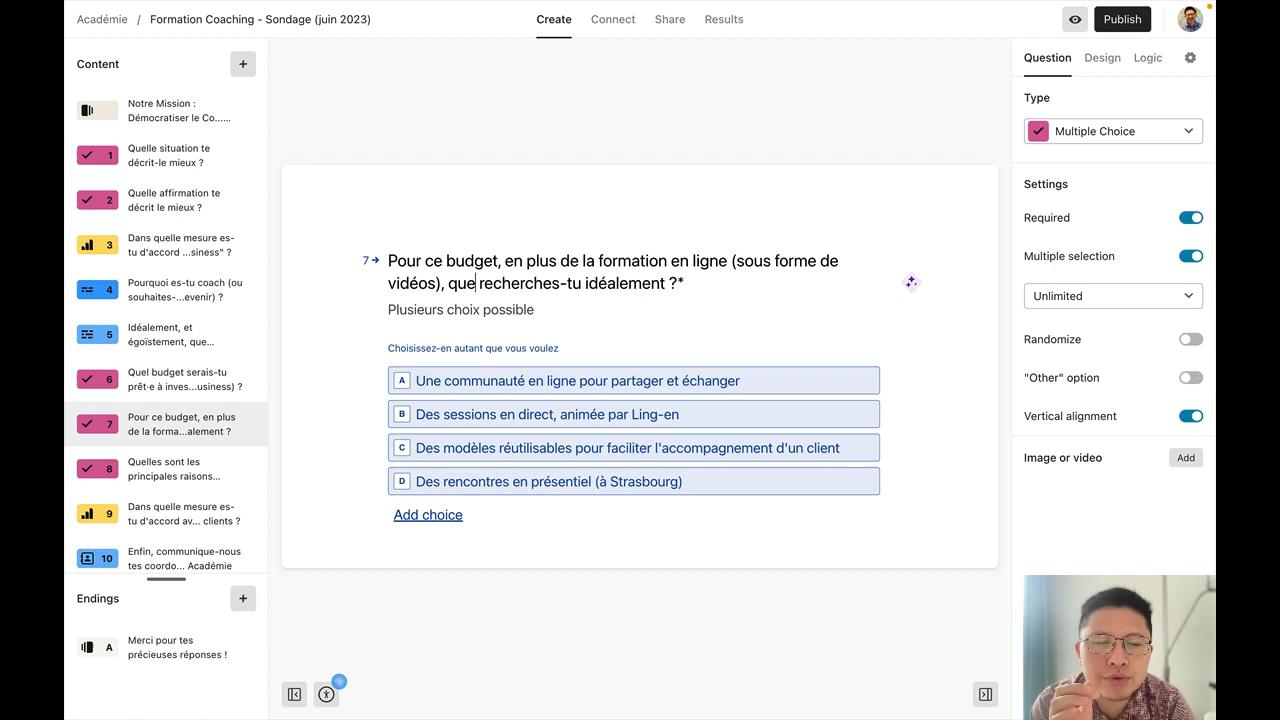 Académie / Formation Coaching - Sondage (juin 2023)
Create Connect Share Results
Publish
Content
+
Notre Mission :
Démocratiser le Co......
1 Quelle situation te
décrit-le mieux ?
2 Quelle affirmation te
décrit le mieux ?
3 Dans quelle mesure es-
tu d'accord ...siness" ?
4 Pourquoi es-tu coach (ou
souhaites-...evenir) ?
5 Idéalement, et
égoïstement, que...
6 Quel budget serais-tu
prêt·e à inves...usiness) ?
7 Pour ce budget, en plus
de la forma...alement ?
8 Quelles sont les
principales raisons...
9 Dans quelle mesure es-
tu d'accord av... clients ?
10 Enfin, communique-nous
tes coordo... Académie
Endings
+
A Merci pour tes
précieuses réponses !
7 → Pour ce budget, en plus de la formation en ligne (sous forme de
vidéos), que recherches-tu idéalement ?*
Plusieurs choix possible
Choisissez-en autant que vous voulez
A Une communauté en ligne pour partager et échanger
B Des sessions en direct, animée par Ling-en
C Des modèles réutilisables pour faciliter l'accompagnement d'un client
D Des rencontres en présentiel (à Strasbourg)
Add choice
Question Design Logic
Type
Multiple Choice
Settings
Required
Multiple selection
Unlimited
Randomize
"Other" option
Vertical alignment
Image or video Add